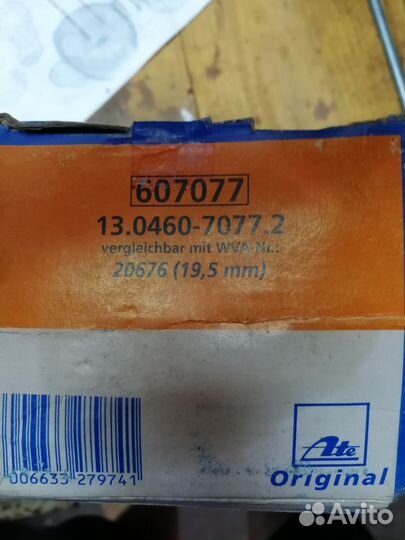 607077
13.0460-7077.2
vergleichbar mit WVA-Nr.:
20676 (19,5 mm)
006633 279741
Ate
Original
Avito